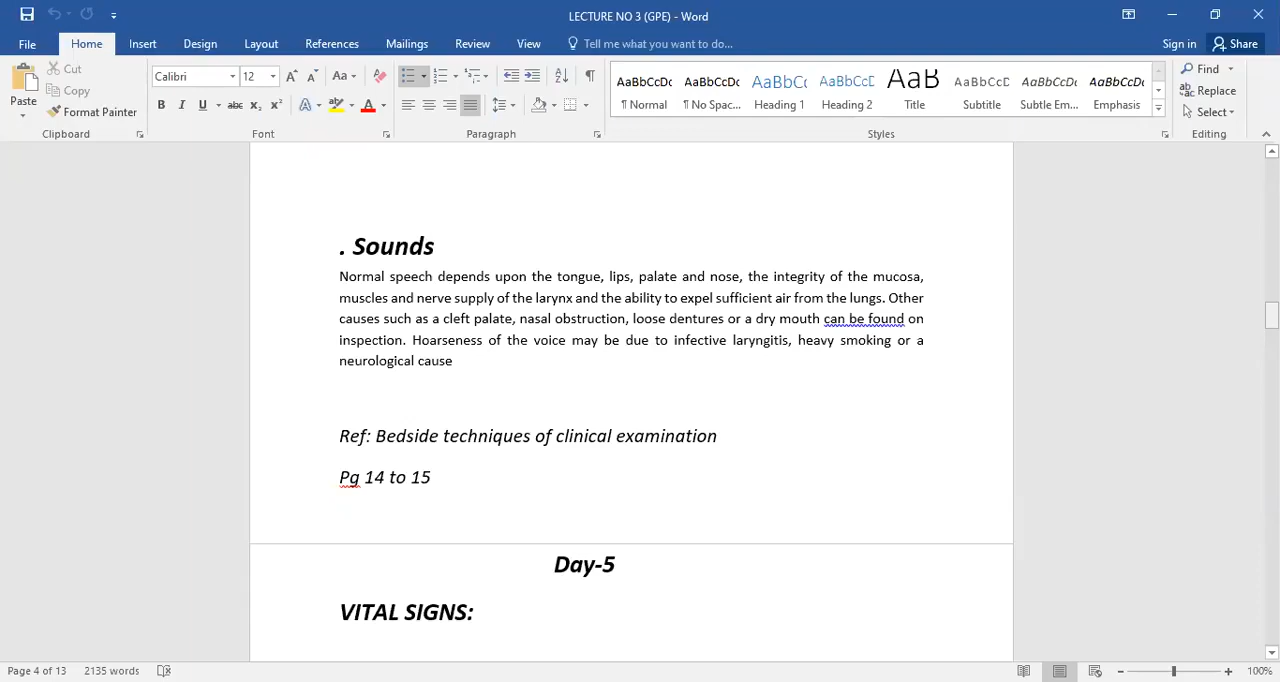 LECTURE NO 3 (GPE) - Word
File Home Insert Design Layout References Mailings Review View Tell me what you want to do... Sign in Share
Paste Cut Copy Format Painter
Calibri 12 Aa
B I U abc X₂ X² A A
AaBbCcDc AaBbCcDc AaBbCc AaBbCcD AaB AaBbCcD AaBbCcDc AaBbCcDc
¶ Normal ¶ No Spac... Heading 1 Heading 2 Title Subtitle Subtle Em... Emphasis
Find Replace Select
Clipboard Font Paragraph Styles Editing
. Sounds
Normal speech depends upon the tongue, lips, palate and nose, the integrity of the mucosa,
muscles and nerve supply of the larynx and the ability to expel sufficient air from the lungs. Other
causes such as a cleft palate, nasal obstruction, loose dentures or a dry mouth can be found on
inspection. Hoarseness of the voice may be due to infective laryngitis, heavy smoking or a
neurological cause
Ref: Bedside techniques of clinical examination
Pg 14 to 15
Day-5
VITAL SIGNS:
Page 4 of 13 2135 words 100%